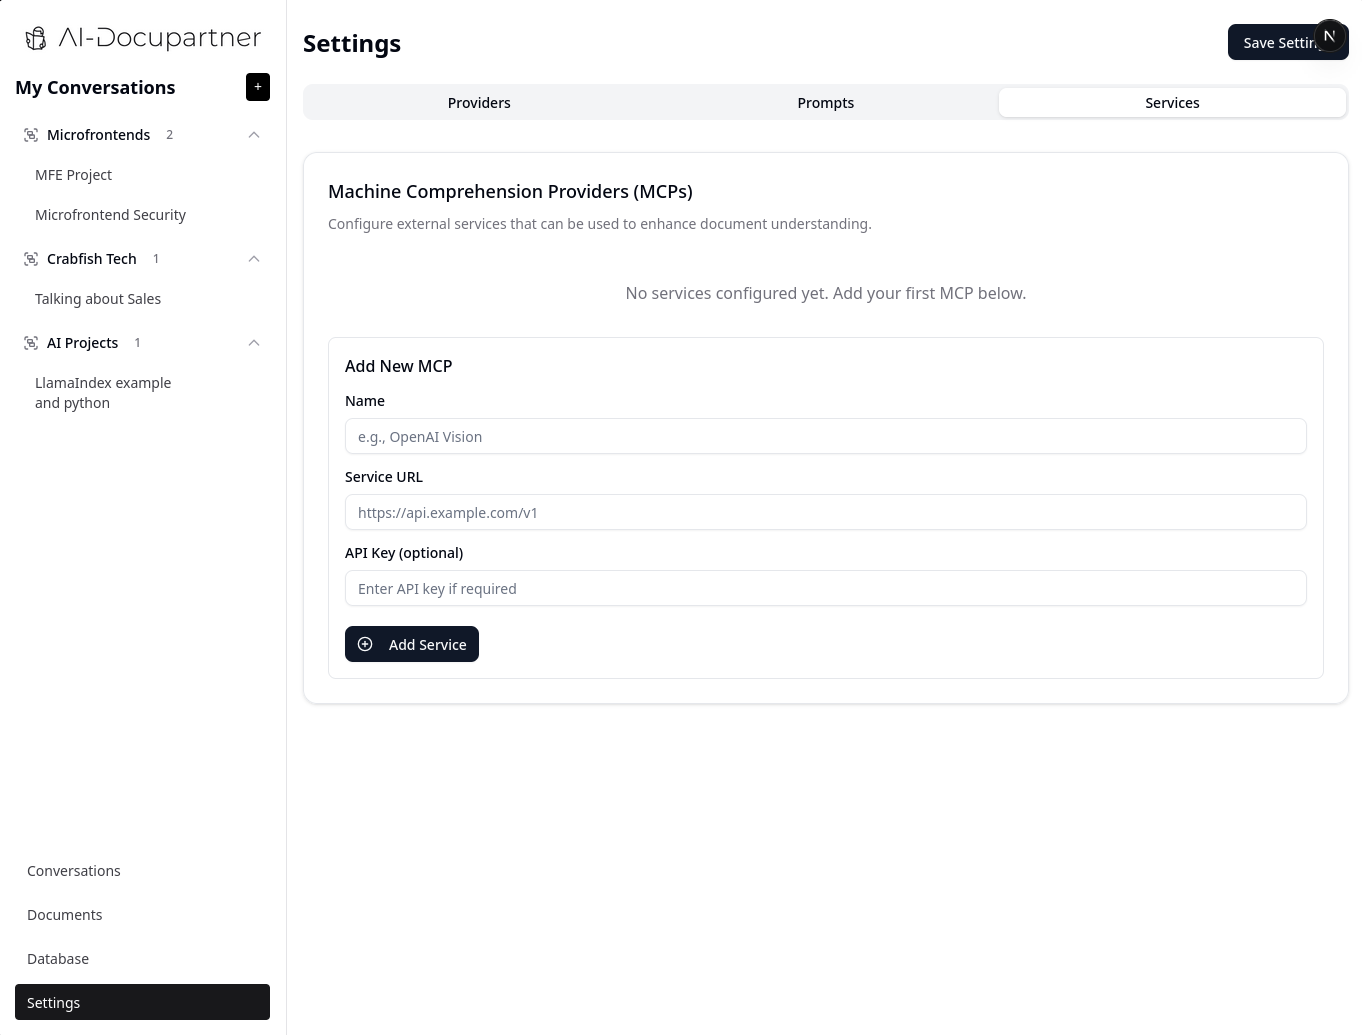 AI-Docupartner
My Conversations
+
Microfrontends 2
MFE Project
Microfrontend Security
Crabfish Tech 1
Talking about Sales
AI Projects 1
LlamaIndex example
and python
Conversations
Documents
Database
Settings
Settings
Save Settin
N
Providers
Prompts
Services
Machine Comprehension Providers (MCPs)
Configure external services that can be used to enhance document understanding.
No services configured yet. Add your first MCP below.
Add New MCP
Name
e.g., OpenAI Vision
Service URL
https://api.example.com/v1
API Key (optional)
Enter API key if required
Add Service